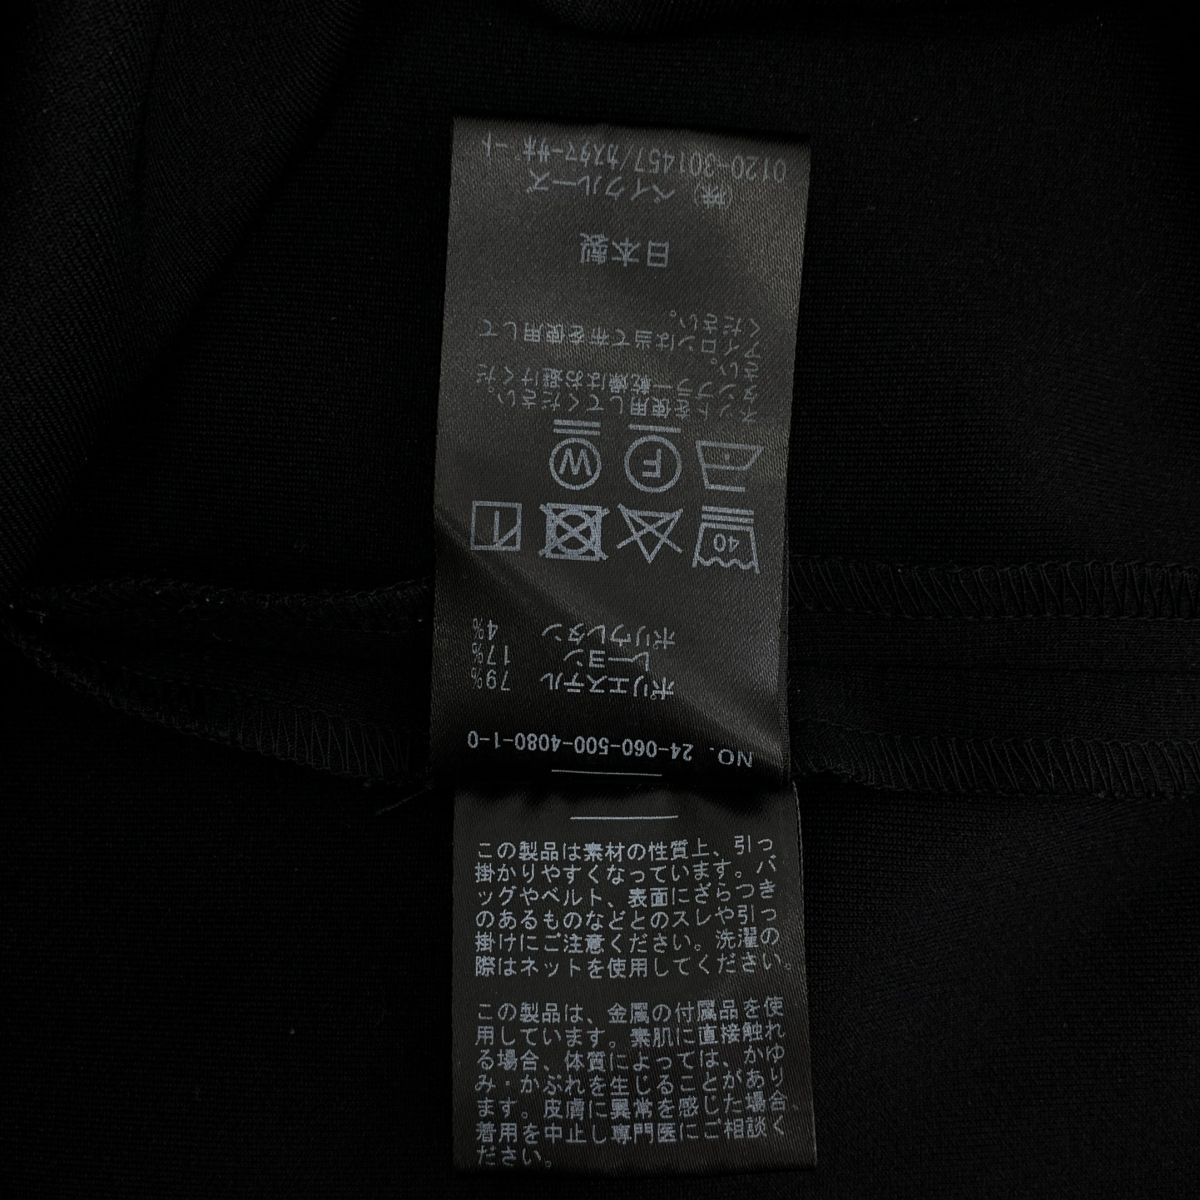 NO. 24-060-500-4080-1-0
ポリエステル 79%
レーヨン 17%
ポリウレタン 4%
40
F
W
ネットを使用してください。
タンブラー乾燥はお避けくだ
さい。
アイロンは当て布を使用して
ください。
日本製
(株) ベイクルーズ
0120-301457/カスタマーサポート
この製品は素材の性質上、引っ
掛かりやすくなっています。バ
ッグやベルト、表面にざらつき
のあるものなどとのスレや引っ
掛けにご注意ください。洗濯の
際はネットを使用してください。
この製品は、金属の付属品を使
用しています。素肌に直接触れ
る場合、体質によっては、かゆ
み・かぶれを生じることがあり
ます。皮膚に異常を感じた場合、
着用を中止し専門医にご相談く
ださい。